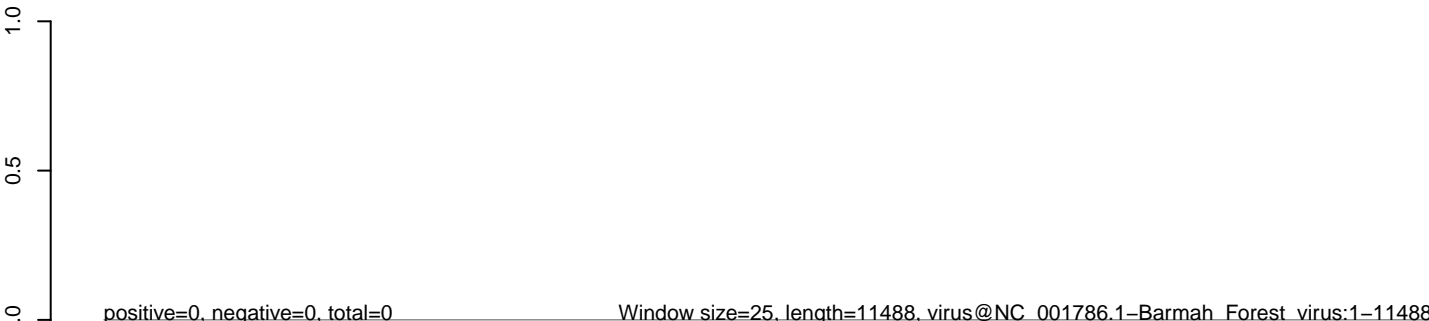 1.0
0.5
.0
positive=0, negative=0, total=0
Window size=25, length=11488, virus@NC_001786.1−Barmah_Forest_virus:1−11488